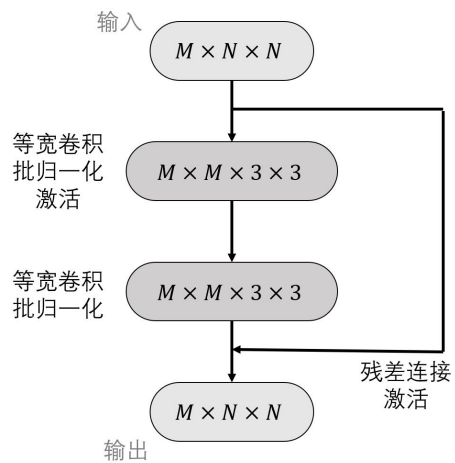 输入
M × N × N
等宽卷积
批归一化
激活
M × M × 3 × 3
等宽卷积
批归一化
M × M × 3 × 3
残差连接
激活
M × N × N
输出